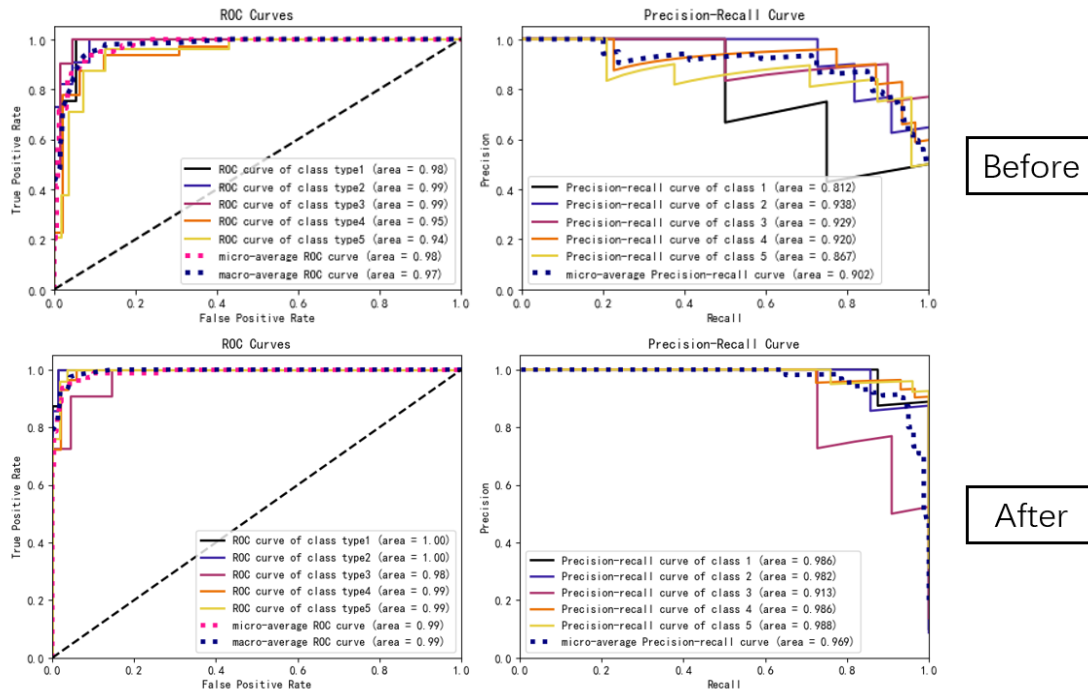 ROC Curves
True Positive Rate
1.0
0.8
0.6
0.4
0.2
0.0
ROC curve of class type1 (area = 0.98)
ROC curve of class type2 (area = 0.99)
ROC curve of class type3 (area = 0.99)
ROC curve of class type4 (area = 0.95)
ROC curve of class type5 (area = 0.94)
micro-average ROC curve (area = 0.98)
macro-average ROC curve (area = 0.97)
0.0 0.2 0.4 0.6 0.8 1.0
False Positive Rate
Precision-Recall Curve
Precision
1.0
0.8
0.6
0.4
0.2
0.0
Precision-recall curve of class 1 (area = 0.812)
Precision-recall curve of class 2 (area = 0.938)
Precision-recall curve of class 3 (area = 0.929)
Precision-recall curve of class 4 (area = 0.920)
Precision-recall curve of class 5 (area = 0.867)
micro-average Precision-recall curve (area = 0.902)
0.0 0.2 0.4 0.6 0.8 1.0
Recall
Before
ROC Curves
True Positive Rate
1.0
0.8
0.6
0.4
0.2
0.0
ROC curve of class type1 (area = 1.00)
ROC curve of class type2 (area = 1.00)
ROC curve of class type3 (area = 0.98)
ROC curve of class type4 (area = 0.99)
ROC curve of class type5 (area = 0.99)
micro-average ROC curve (area = 0.99)
macro-average ROC curve (area = 0.99)
0.0 0.2 0.4 0.6 0.8 1.0
False Positive Rate
Precision-Recall Curve
Precision
1.0
0.8
0.6
0.4
0.2
0.0
Precision-recall curve of class 1 (area = 0.986)
Precision-recall curve of class 2 (area = 0.982)
Precision-recall curve of class 3 (area = 0.913)
Precision-recall curve of class 4 (area = 0.986)
Precision-recall curve of class 5 (area = 0.988)
micro-average Precision-recall curve (area = 0.969)
0.0 0.2 0.4 0.6 0.8 1.0
Recall
After